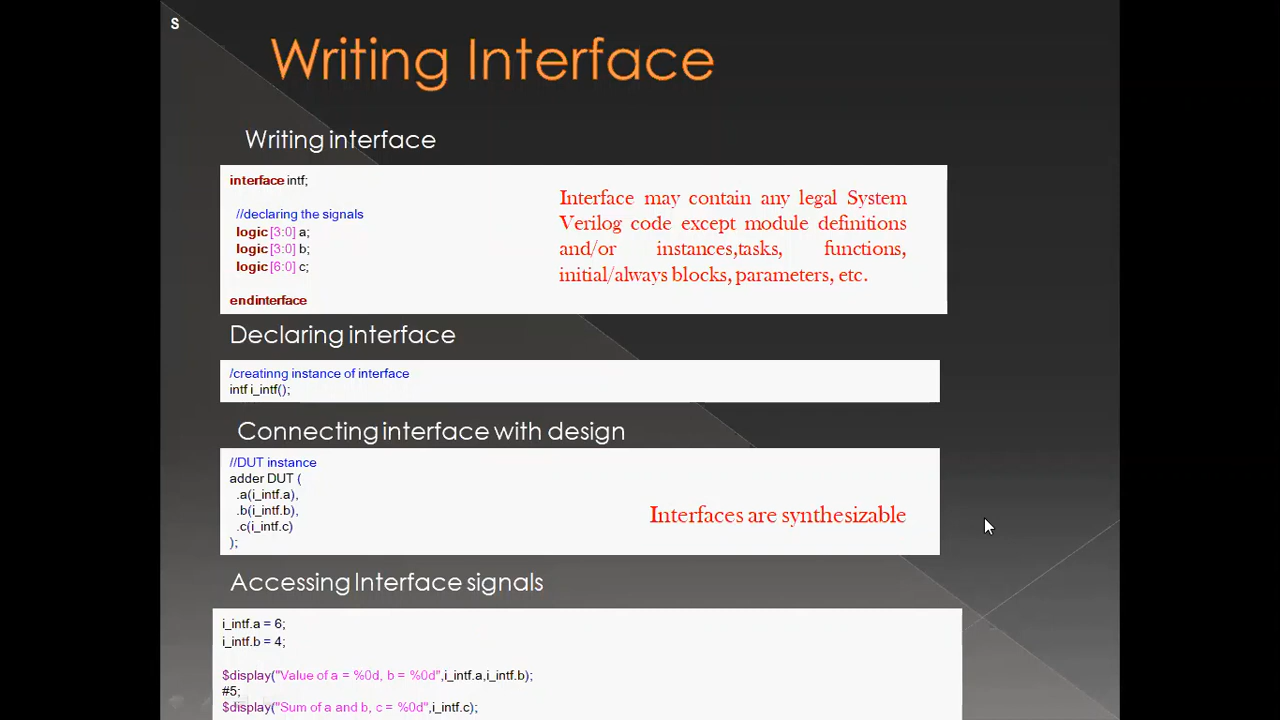 S
Writing Interface
Writing interface
interface intf;
//declaring the signals
logic [3:0] a;
logic [3:0] b;
logic [6:0] c;
endinterface
Interface may contain any legal System
Verilog code except module definitions
and/or instances,tasks, functions,
initial/always blocks, parameters, etc.
Declaring interface
/creatinng instance of interface
intf i_intf();
Connecting interface with design
//DUT instance
adder DUT (
.a(i_intf.a),
.b(i_intf.b),
.c(i_intf.c)
);
Interfaces are synthesizable
Accessing Interface signals
i_intf.a = 6;
i_intf.b = 4;
$display("Value of a = %0d, b = %0d",i_intf.a,i_intf.b);
#5;
$display("Sum of a and b, c = %0d",i_intf.c);